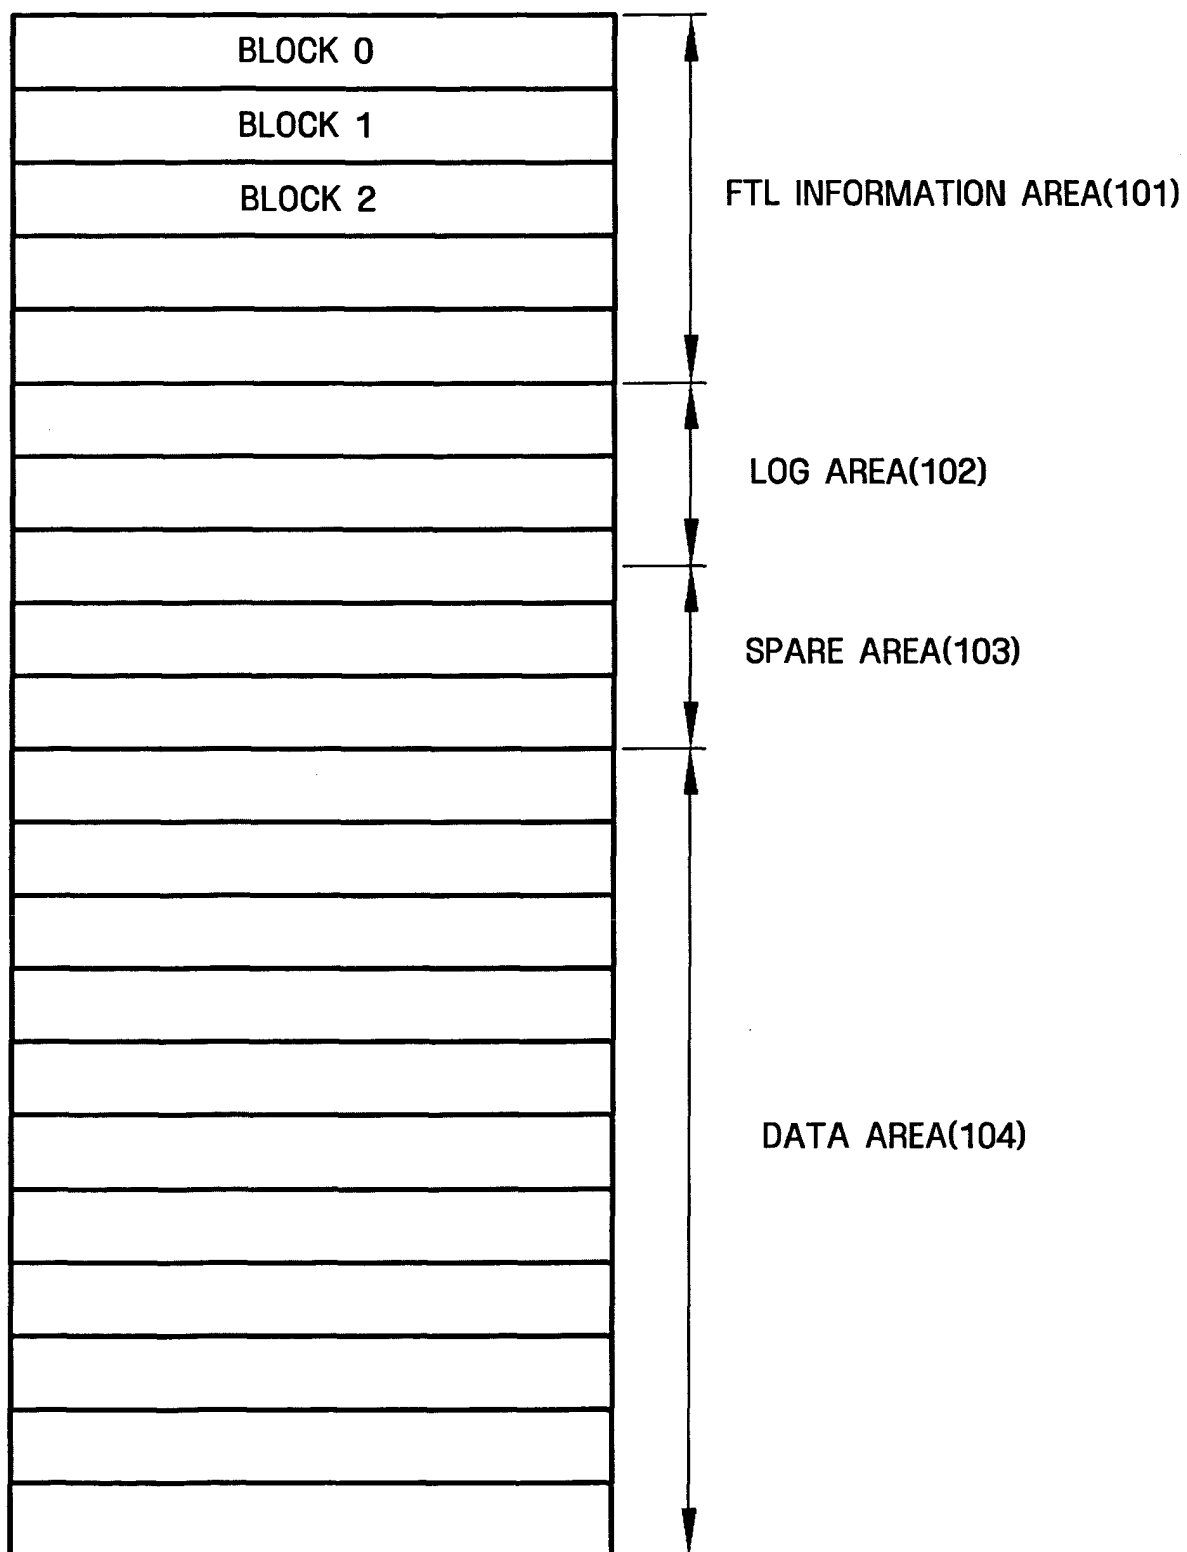 BLOCK 0
BLOCK 1
BLOCK 2
FTL INFORMATION AREA(101)
LOG AREA(102)
SPARE AREA(103)
DATA AREA(104)